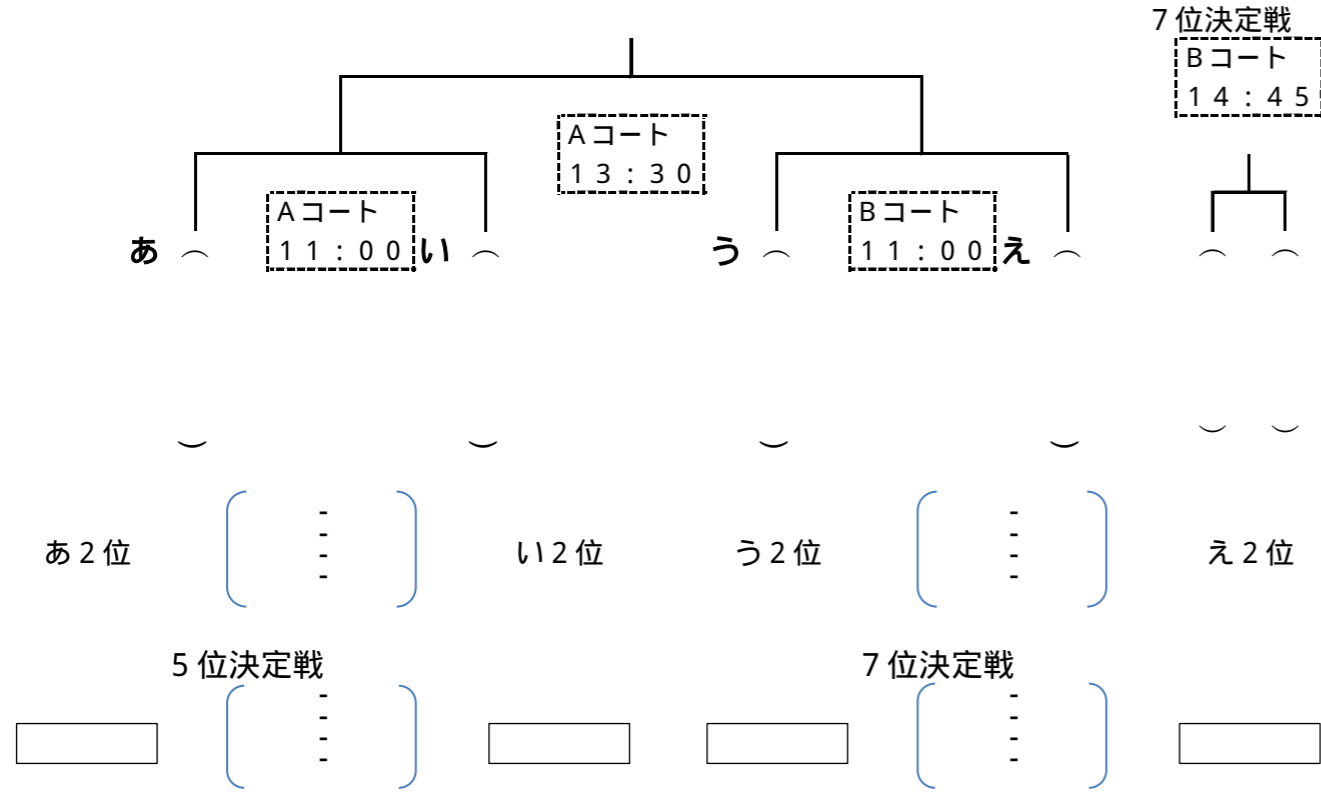 7位決定戦
Bコート
14:45
Aコート
13:30
Aコート
11:00
Bコート
11:00
あ ︵ い ︵ う ︵ え ︵ ︵ ︵
︶ ︶ ︶ ︶ ︶ ︶
あ2位
-
-
-
-
い2位
う2位
-
-
-
-
え2位
5位決定戦
-
-
-
-
7位決定戦
-
-
-
-